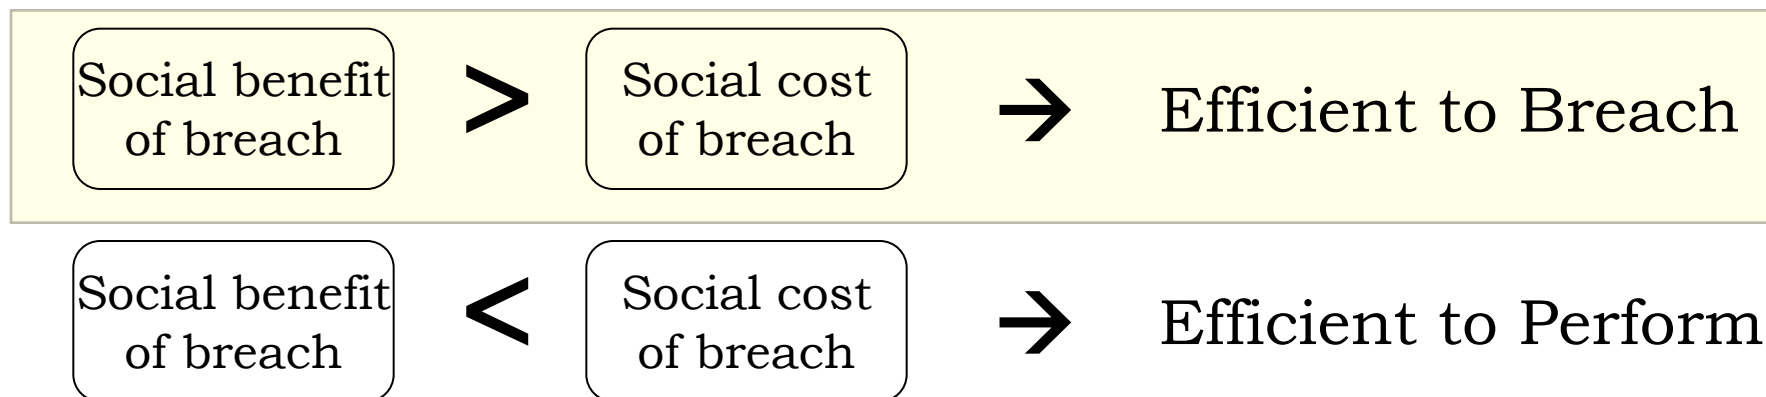 Social benefit of breach > Social cost of breach → Efficient to Breach
Social benefit of breach < Social cost of breach → Efficient to Perform